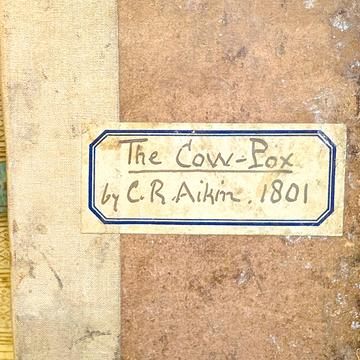 The Cow-Pox
by C.R. Aikin. 1801